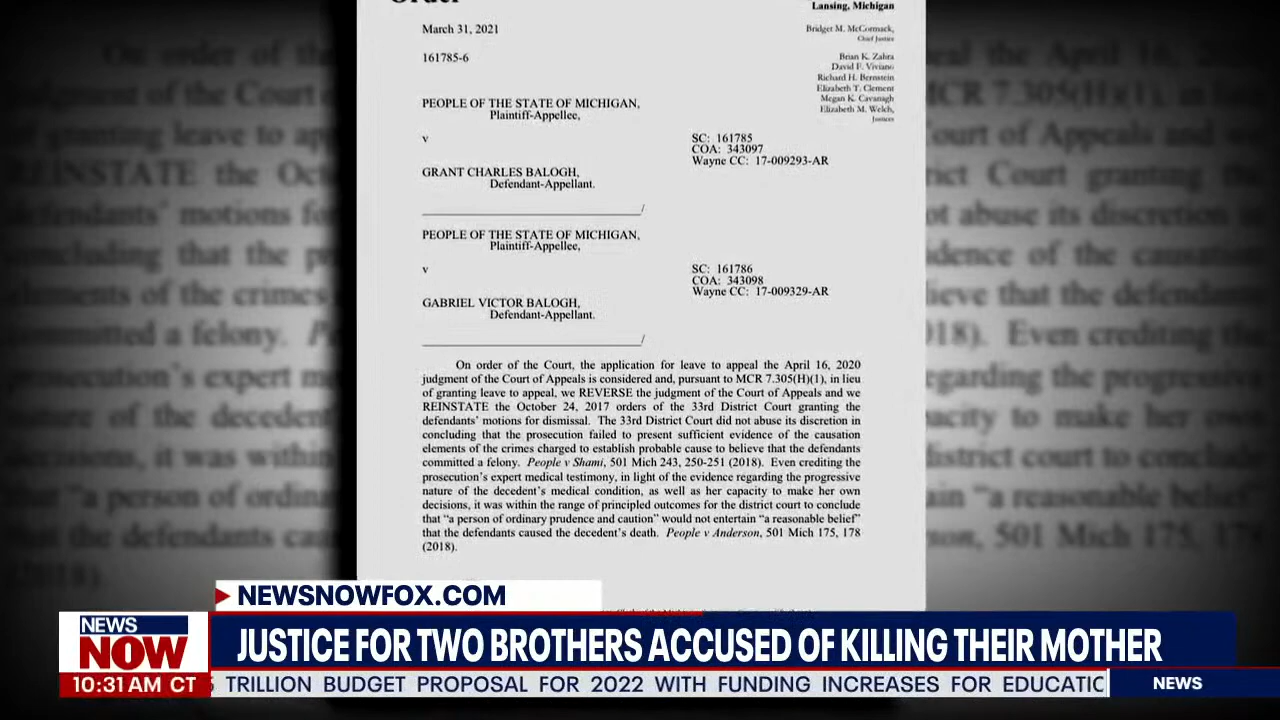 Order
Lansing, Michigan
March 31, 2021
Bridget M. McCormack,
Chief Justice
161785-6
Brian K. Zahra
David F. Viviano
Richard H. Bernstein
Elizabeth T. Clement
Megan K. Cavanagh
Elizabeth M. Welch,
Justices
PEOPLE OF THE STATE OF MICHIGAN,
Plaintiff-Appellee,
v
SC: 161785
COA: 343097
Wayne CC: 17-009293-AR
GRANT CHARLES BALOGH,
Defendant-Appellant.
/
PEOPLE OF THE STATE OF MICHIGAN,
Plaintiff-Appellee,
v
SC: 161786
COA: 343098
Wayne CC: 17-009329-AR
GABRIEL VICTOR BALOGH,
Defendant-Appellant.
/
On order of the Court, the application for leave to appeal the April 16, 2020
judgment of the Court of Appeals is considered and, pursuant to MCR 7.305(H)(1), in lieu
of granting leave to appeal, we REVERSE the judgment of the Court of Appeals and we
REINSTATE the October 24, 2017 orders of the 33rd District Court granting the
defendants' motions for dismissal. The 33rd District Court did not abuse its discretion in
concluding that the prosecution failed to present sufficient evidence of the causation
elements of the crimes charged to establish probable cause to believe that the defendants
committed a felony. People v Shami, 501 Mich 243, 250-251 (2018). Even crediting the
prosecution's expert medical testimony, in light of the evidence regarding the progressive
nature of the decedent's medical condition, as well as her capacity to make her own
decisions, it was within the range of principled outcomes for the district court to conclude
that "a person of ordinary prudence and caution" would not entertain "a reasonable belief"
that the defendants caused the decedent's death. People v Anderson, 501 Mich 175, 178
(2018).
NEWSNOWFOX.COM
NEWS
NOW
JUSTICE FOR TWO BROTHERS ACCUSED OF KILLING THEIR MOTHER
10:31 AM CT
TRILLION BUDGET PROPOSAL FOR 2022 WITH FUNDING INCREASES FOR EDUCATIO
NEWS